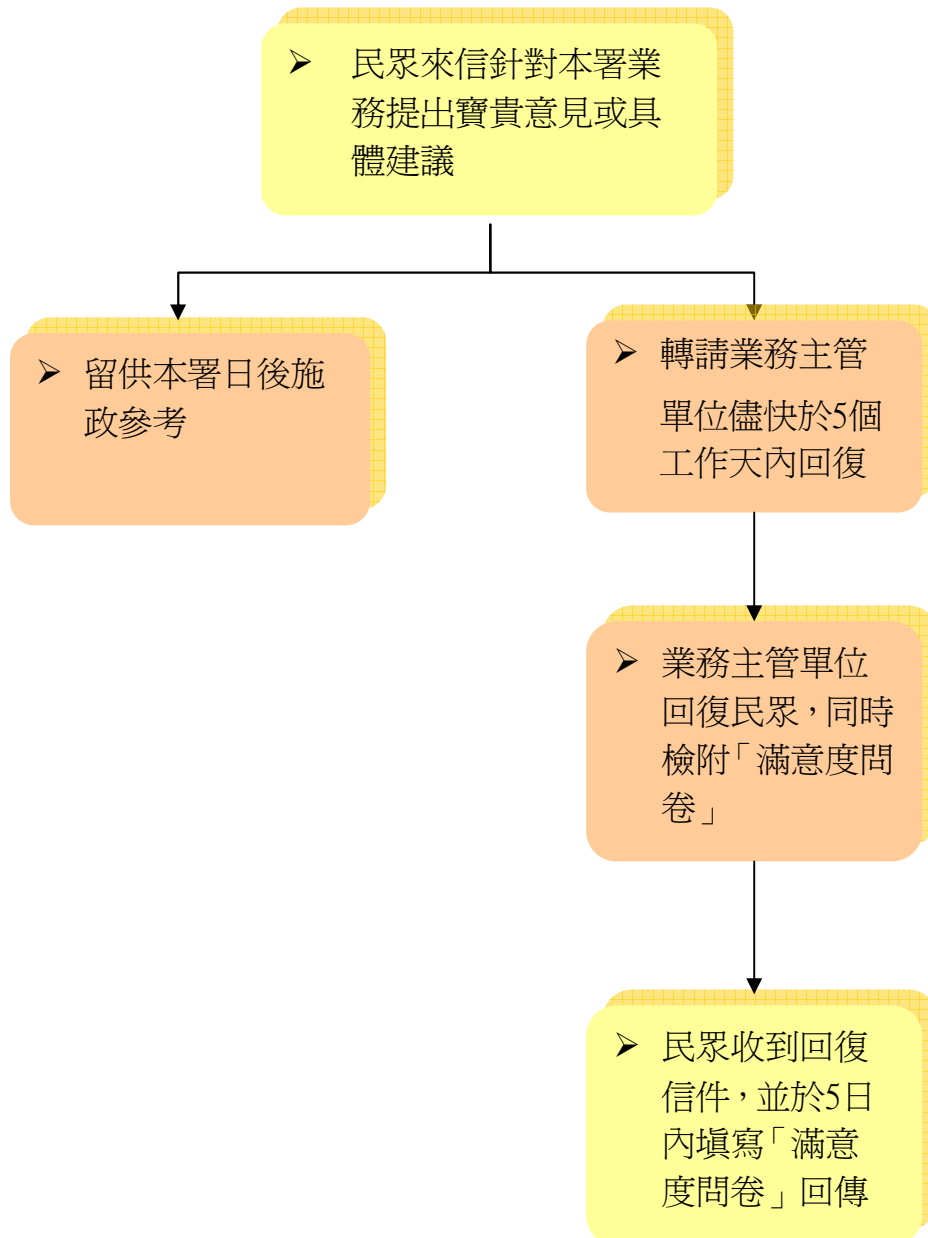 ➢ 民眾來信針對本署業
務提出寶貴意見或具
體建議
➢ 留供本署日後施
政參考
➢ 轉請業務主管
單位儘快於5個
工作天內回復
➢ 業務主管單位
回復民眾，同時
檢附「滿意度問
卷」
➢ 民眾收到回復
信件，並於5日
內填寫「滿意
度問卷」回傳